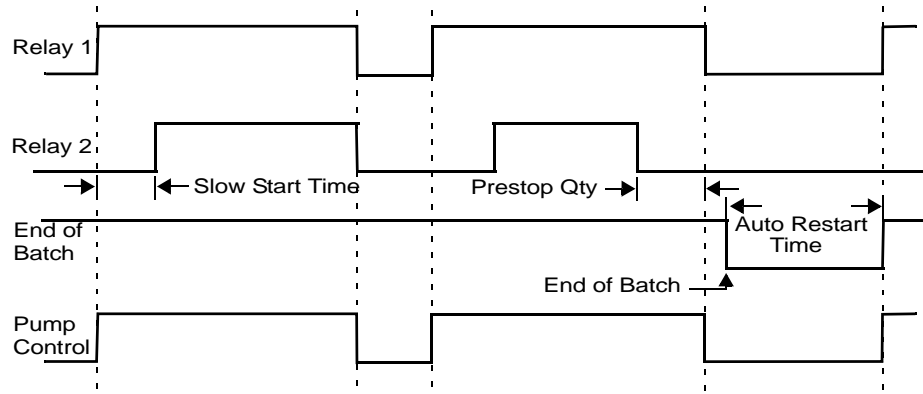 Relay 1
Relay 2
Slow Start Time
Prestop Qty
End of
Batch
Auto Restart
Time
End of Batch
Pump
Control